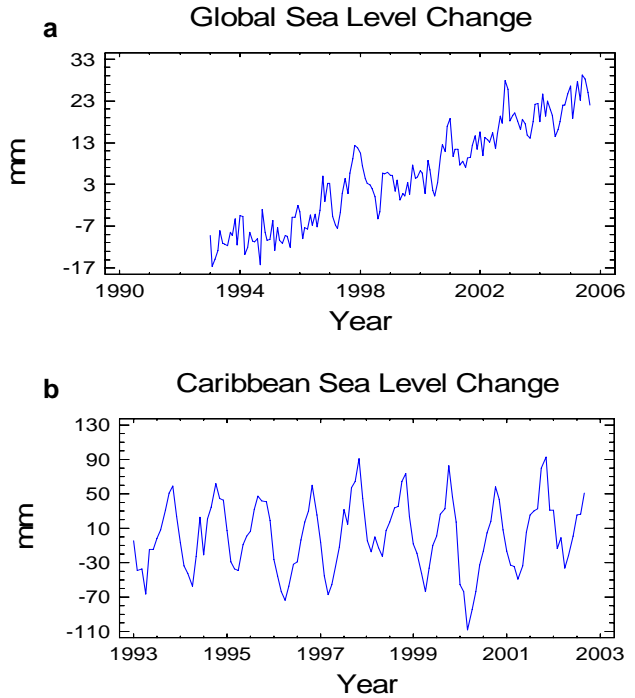 a
Global Sea Level Change
33
23
13
3
-7
-17
mm
1990 1994 1998 2002 2006
Year
b
Caribbean Sea Level Change
130
90
50
10
-30
-70
-110
mm
1993 1995 1997 1999 2001 2003
Year